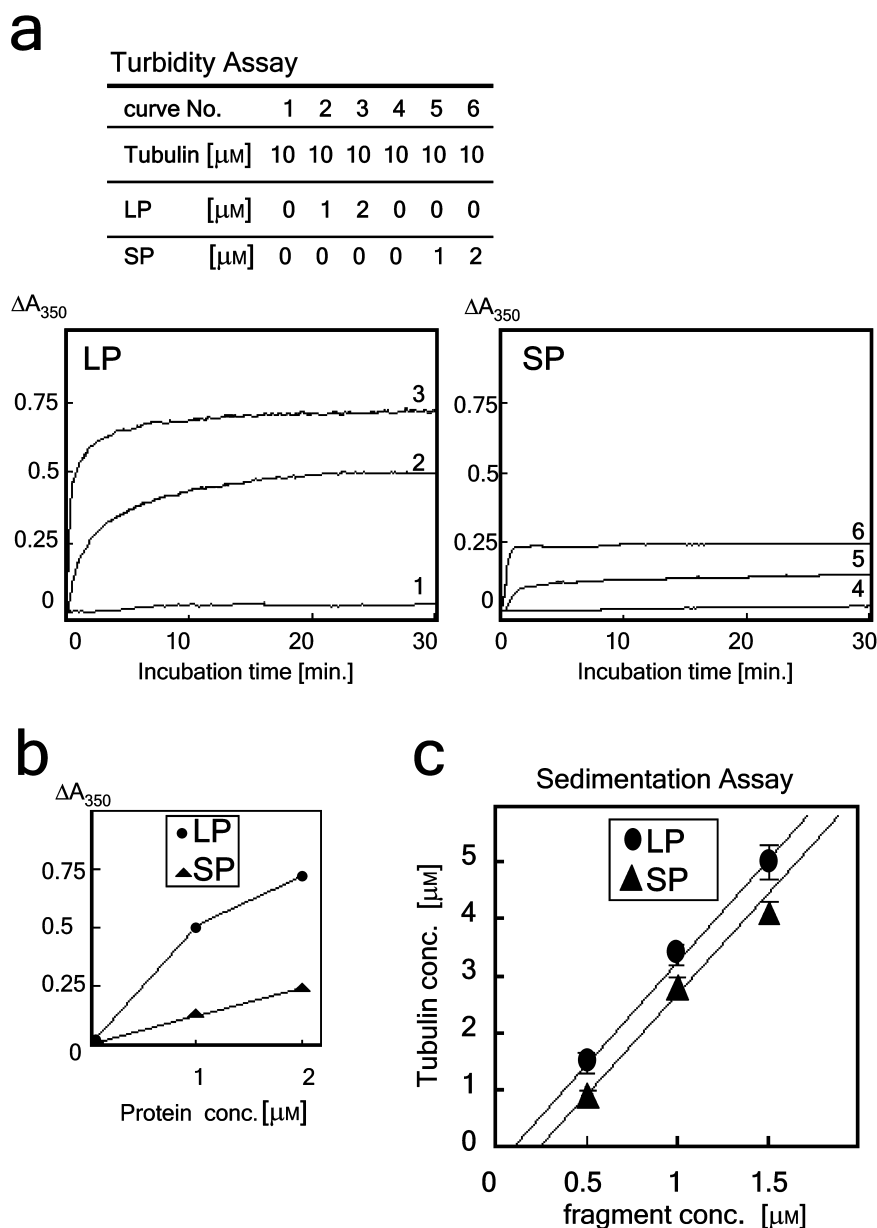 a
Turbidity Assay
curve No. 1 2 3 4 5 6
Tubulin [μM] 10 10 10 10 10 10
LP [μM] 0 1 2 0 0 0
SP [μM] 0 0 0 0 1 2
ΔA350
LP
3
0.75
2
0.5
0.25
1
0
0 10 20 30
Incubation time [min.]
ΔA350
SP
0.75
0.5
6
0.25
5
4
0
0 10 20 30
Incubation time [min.]
b
ΔA350
LP
SP
0.75
0.5
0.25
0
1 2
Protein conc. [μM]
c
Sedimentation Assay
LP
SP
Tubulin conc. [μM]
5
4
3
2
1
0
0 0.5 1 1.5
fragment conc. [μM]